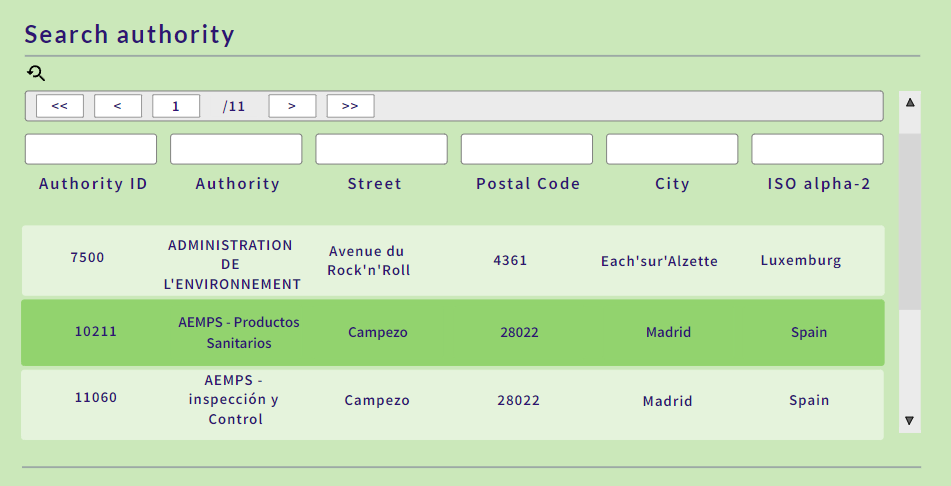 Search authority
<< < 1 /11 > >>
Authority ID Authority Street Postal Code City ISO alpha-2
7500 ADMINISTRATION DE L'ENVIRONNEMENT Avenue du Rock'n'Roll 4361 Each'sur'Alzette Luxemburg
10211 AEMPS - Productos Sanitarios Campezo 28022 Madrid Spain
11060 AEMPS - inspección y Control Campezo 28022 Madrid Spain